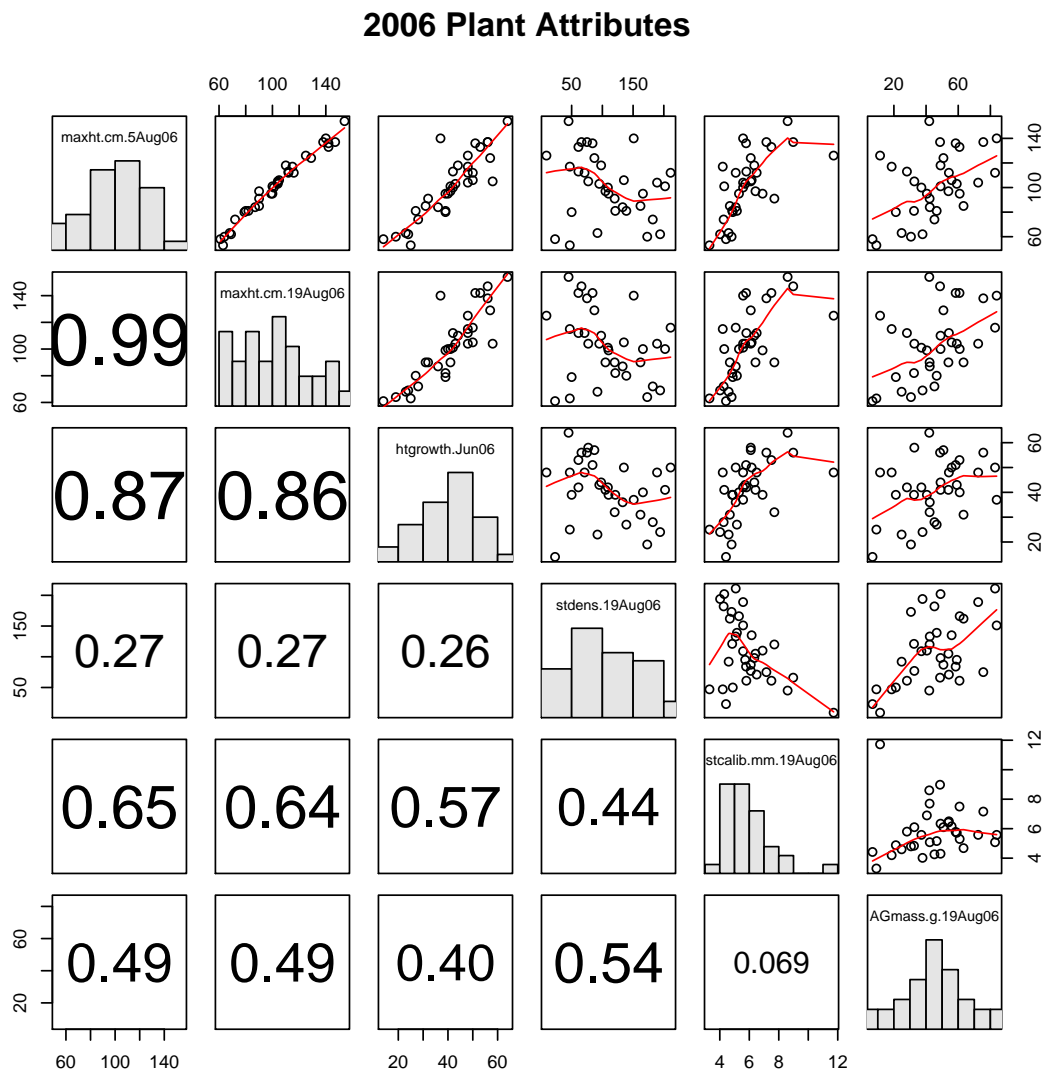 2006 Plant Attributes
60 100 140
50 150
20 60
maxht.cm.5Aug06
60 100 140
60 100 140
0.99
maxht.cm.19Aug06
0.87
0.86
htgrowth.Jun06
20 40 60
50 150
0.27
0.27
0.26
stdens.19Aug06
0.65
0.64
0.57
0.44
stcalib.mm.19Aug06
4 6 8 12
20 60
0.49
0.49
0.40
0.54
0.069
AGmass.g.19Aug06
60 100 140
20 40 60
4 6 8 12